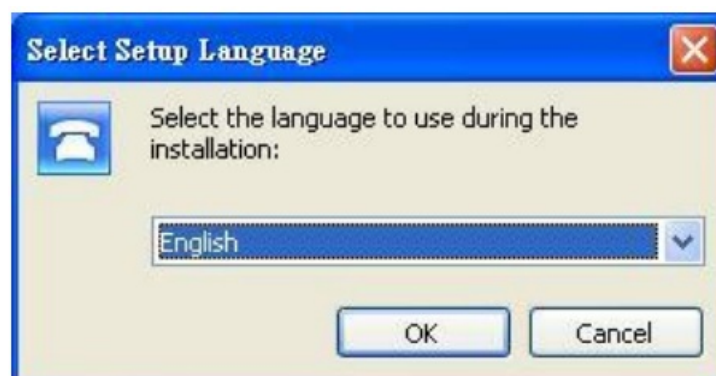 Select Setup Language
Select the language to use during the
installation:
English
OK
Cancel